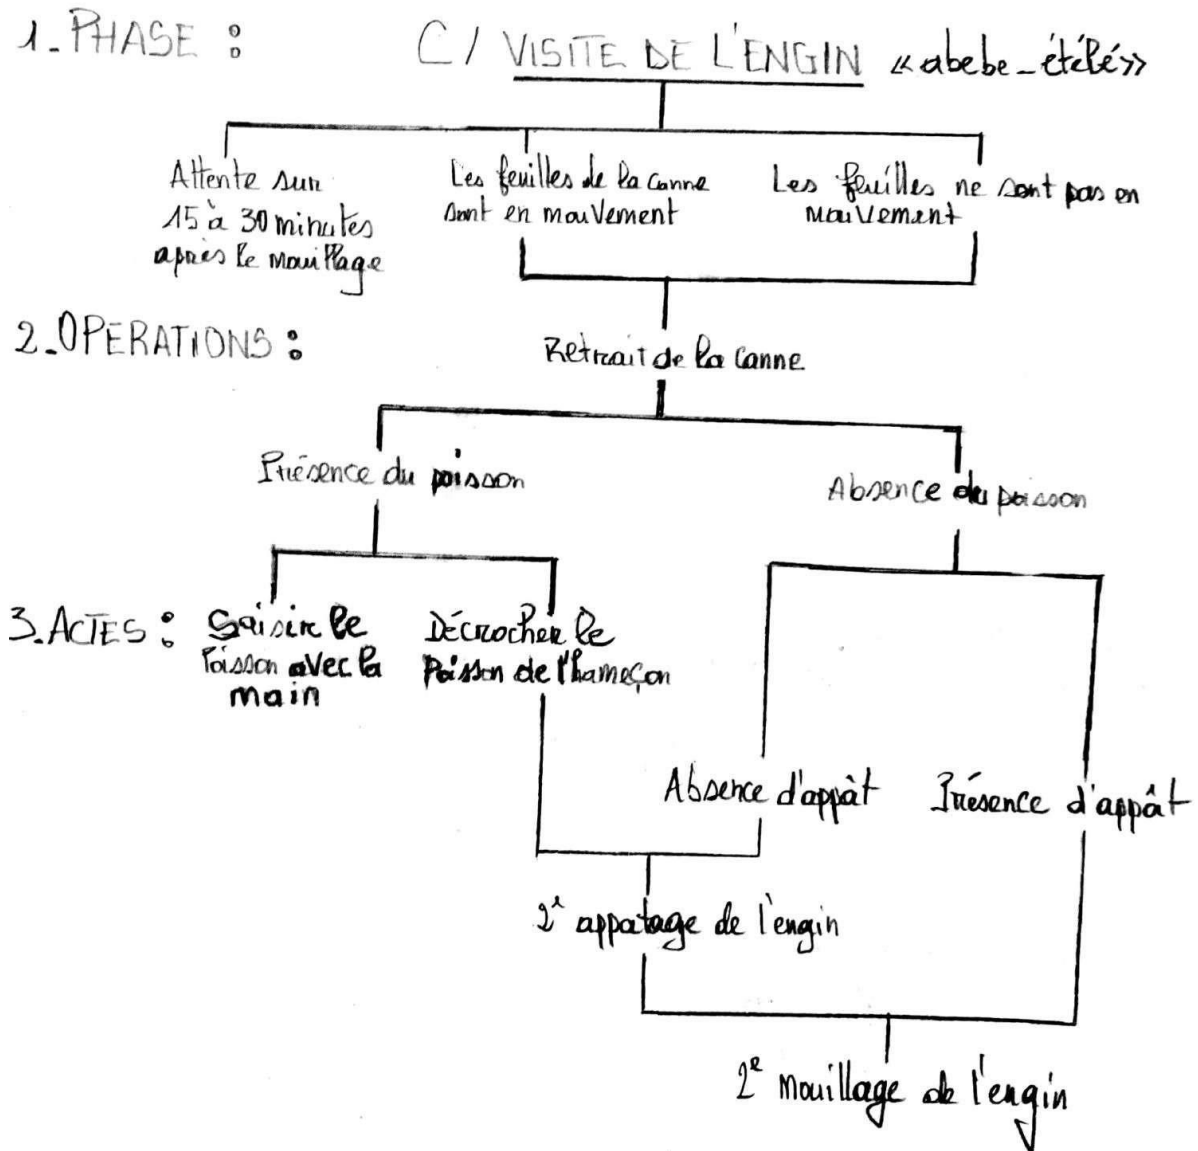 1. PHASE : C/ VISITE DE L'ENGIN «abebe-étélé»
Attente sur
15 à 30 minutes
après le mouillage
Les feuilles de la canne
sont en mouvement
Les feuilles ne sont pas en
mouvement
2. OPERATIONS :
Retrait de la canne
Présence du poisson
Absence du poisson
3. ACTES :
Saisir le
Poisson avec la
main
Décrocher le
Poisson de l'hameçon
Absence d'appât
Présence d'appât
2è appatage de l'engin
2e mouillage de l'engin